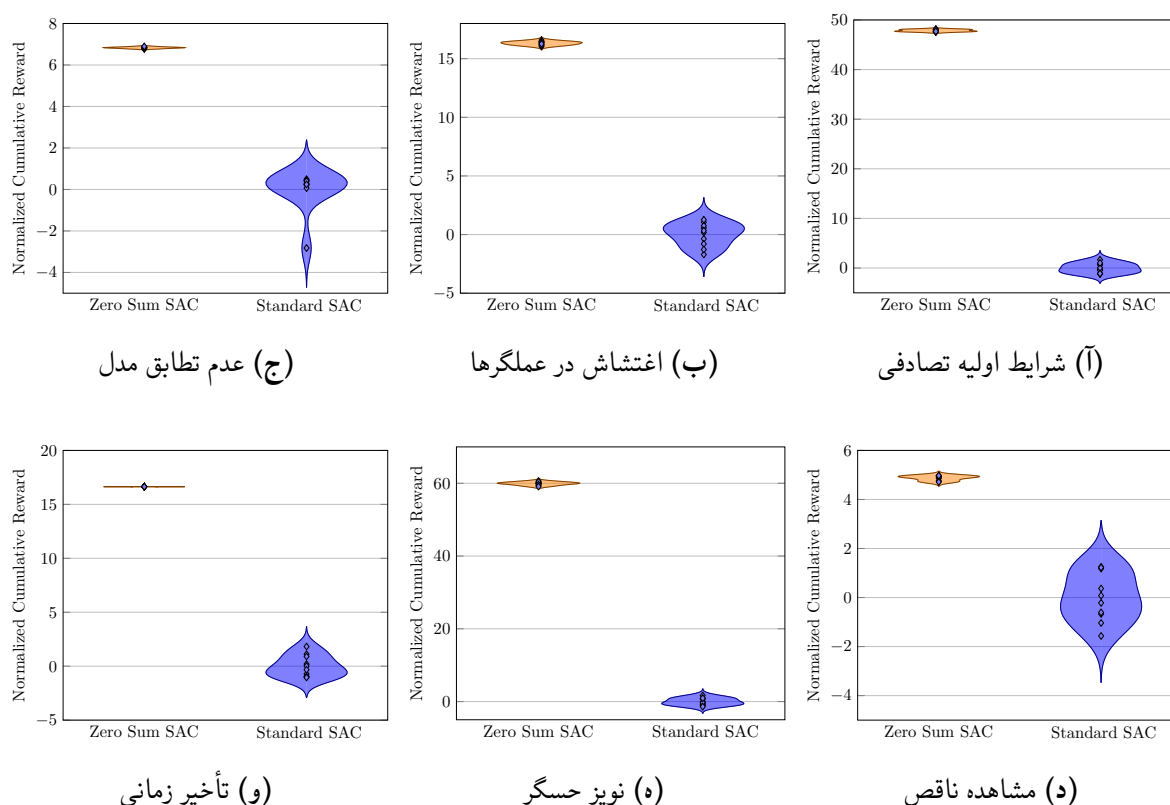 Normalized Cumulative Reward
50
40
30
20
10
0
Zero Sum SAC Standard SAC
(آ) شرایط اولیه تصادفی
Normalized Cumulative Reward
15
10
5
0
−5
Zero Sum SAC Standard SAC
(ب) اغتشاش در عملگرها
Normalized Cumulative Reward
8
6
4
2
0
−2
−4
Zero Sum SAC Standard SAC
(ج) عدم تطابق مدل
Normalized Cumulative Reward
6
4
2
0
−2
−4
Zero Sum SAC Standard SAC
(د) مشاهده ناقص
Normalized Cumulative Reward
60
40
20
0
Zero Sum SAC Standard SAC
(ه) نویز حسگر
Normalized Cumulative Reward
20
15
10
5
0
−5
Zero Sum SAC Standard SAC
(و) تأخیر زمانی